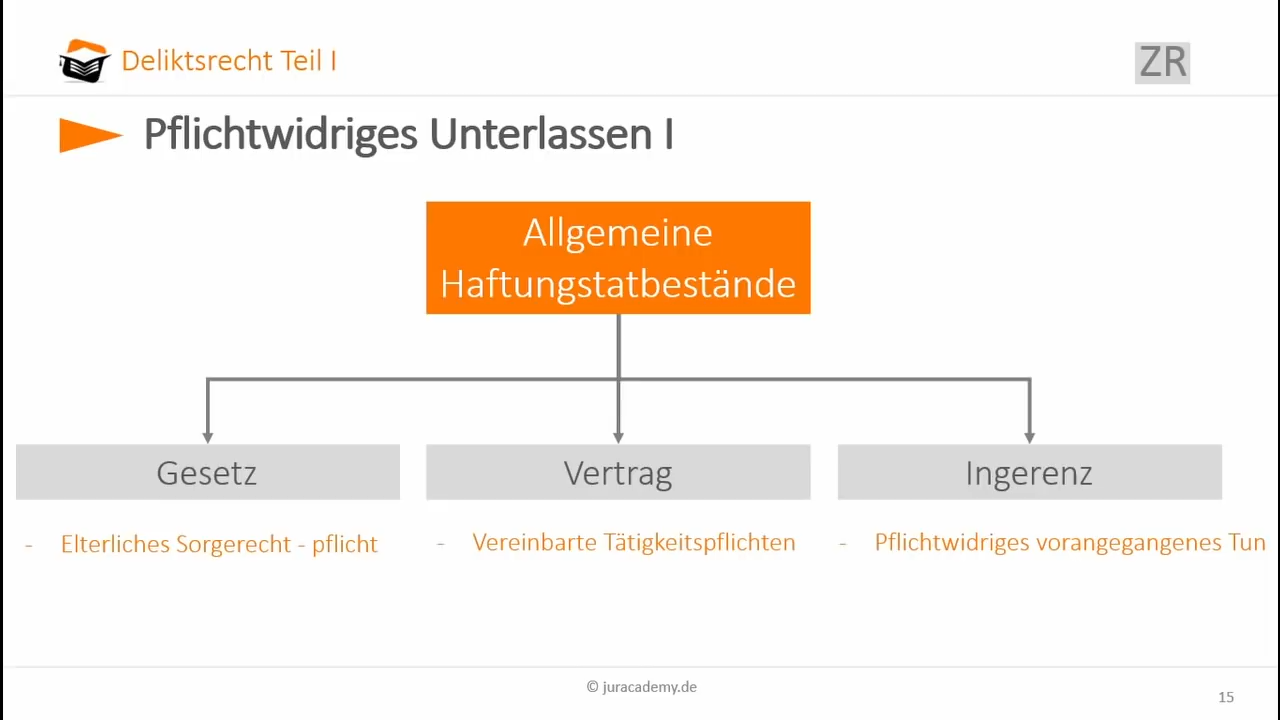 Deliktsrecht Teil I
ZR
Pflichtwidriges Unterlassen I
Allgemeine
Haftungstatbestände
Gesetz
Vertrag
Ingerenz
- Elterliches Sorgerecht - pflicht
- Vereinbarte Tätigkeitspflichten
- Pflichtwidriges vorangegangenes Tun
© juracademy.de
15